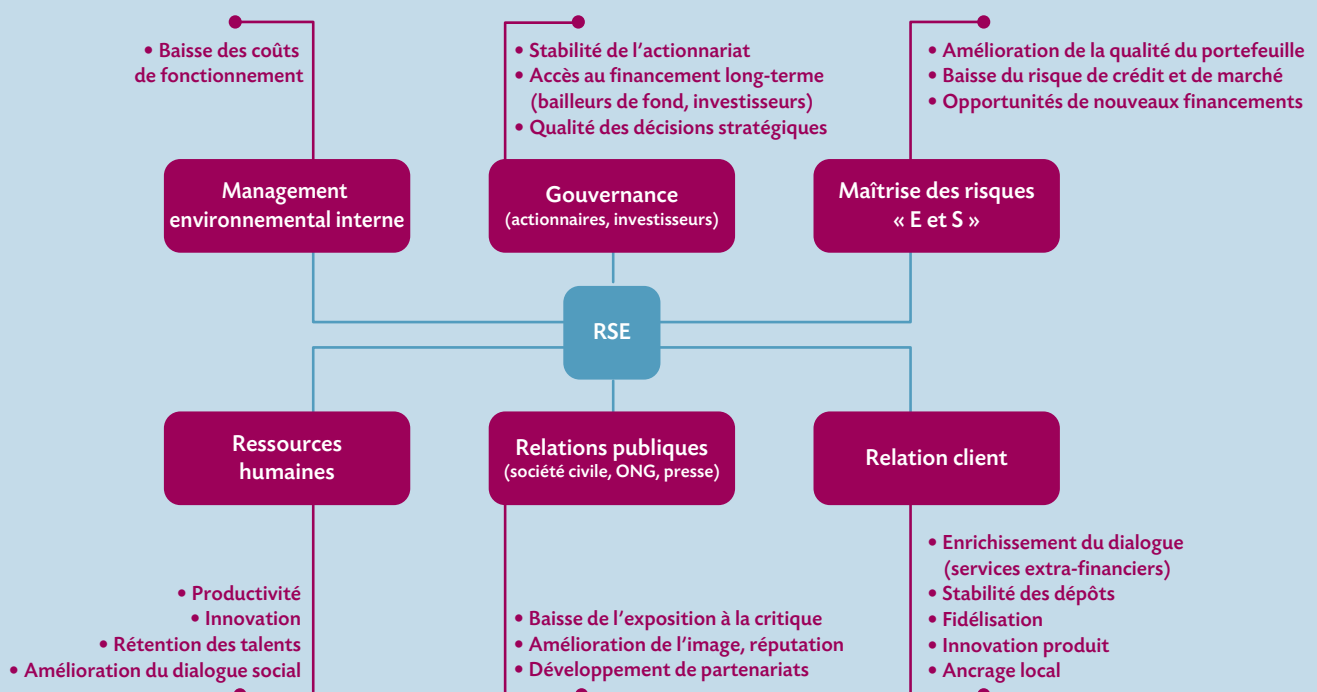 • Baisse des coûts
de fonctionnement
• Stabilité de l'actionnariat
• Accès au financement long-terme
(bailleurs de fond, investisseurs)
• Qualité des décisions stratégiques
• Amélioration de la qualité du portefeuille
• Baisse du risque de crédit et de marché
• Opportunités de nouveaux financements
Management
environnemental interne
Gouvernance
(actionnaires, investisseurs)
Maîtrise des risques
« E et S »
RSE
Ressources
humaines
Relations publiques
(société civile, ONG, presse)
Relation client
• Productivité
• Innovation
• Rétention des talents
• Amélioration du dialogue social
• Baisse de l'exposition à la critique
• Amélioration de l'image, réputation
• Développement de partenariats
• Enrichissement du dialogue
(services extra-financiers)
• Stabilité des dépôts
• Fidélisation
• Innovation produit
• Ancrage local